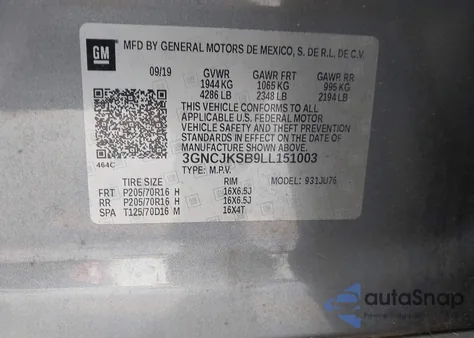 GM
MFD BY GENERAL MOTORS DE MEXICO, S. DE R.L. DE C.V.
09/19 GVWR GAWR FRT GAWR RR
1944 KG 1065 KG 995 KG
4286 LB 2348 LB 2194 LB
THIS VEHICLE CONFORMS TO ALL
APPLICABLE U.S. FEDERAL MOTOR
VEHICLE SAFETY, BUMPER, AND THEFT
PREVENTION STANDARDS IN EFFECT ON THE
DATE OF MANUFACTURE SHOWN ABOVE.
464C
3GNCJKSB9LL151003
TYPE: M.P.V. MODEL: 931JU76
TIRE SIZE RIM
FRT P205/70R16 H 16X6.5J
RR P205/70R16 H 16X6.5J
SPA T125/70D16 M 16X4T
autoSnap